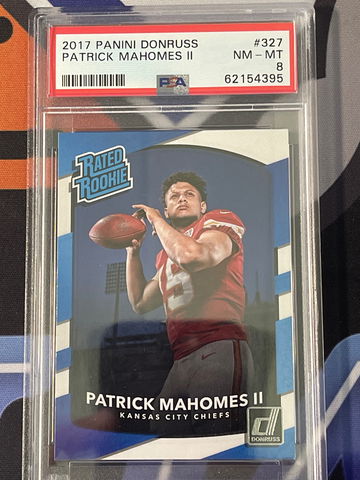 2017 PANINI DONRUSS #327
PATRICK MAHOMES II NM - MT
8
PSA 62154395
RATED
ROOKIE
15
PATRICK MAHOMES II
KANSAS CITY CHIEFS
d
DONRUSS